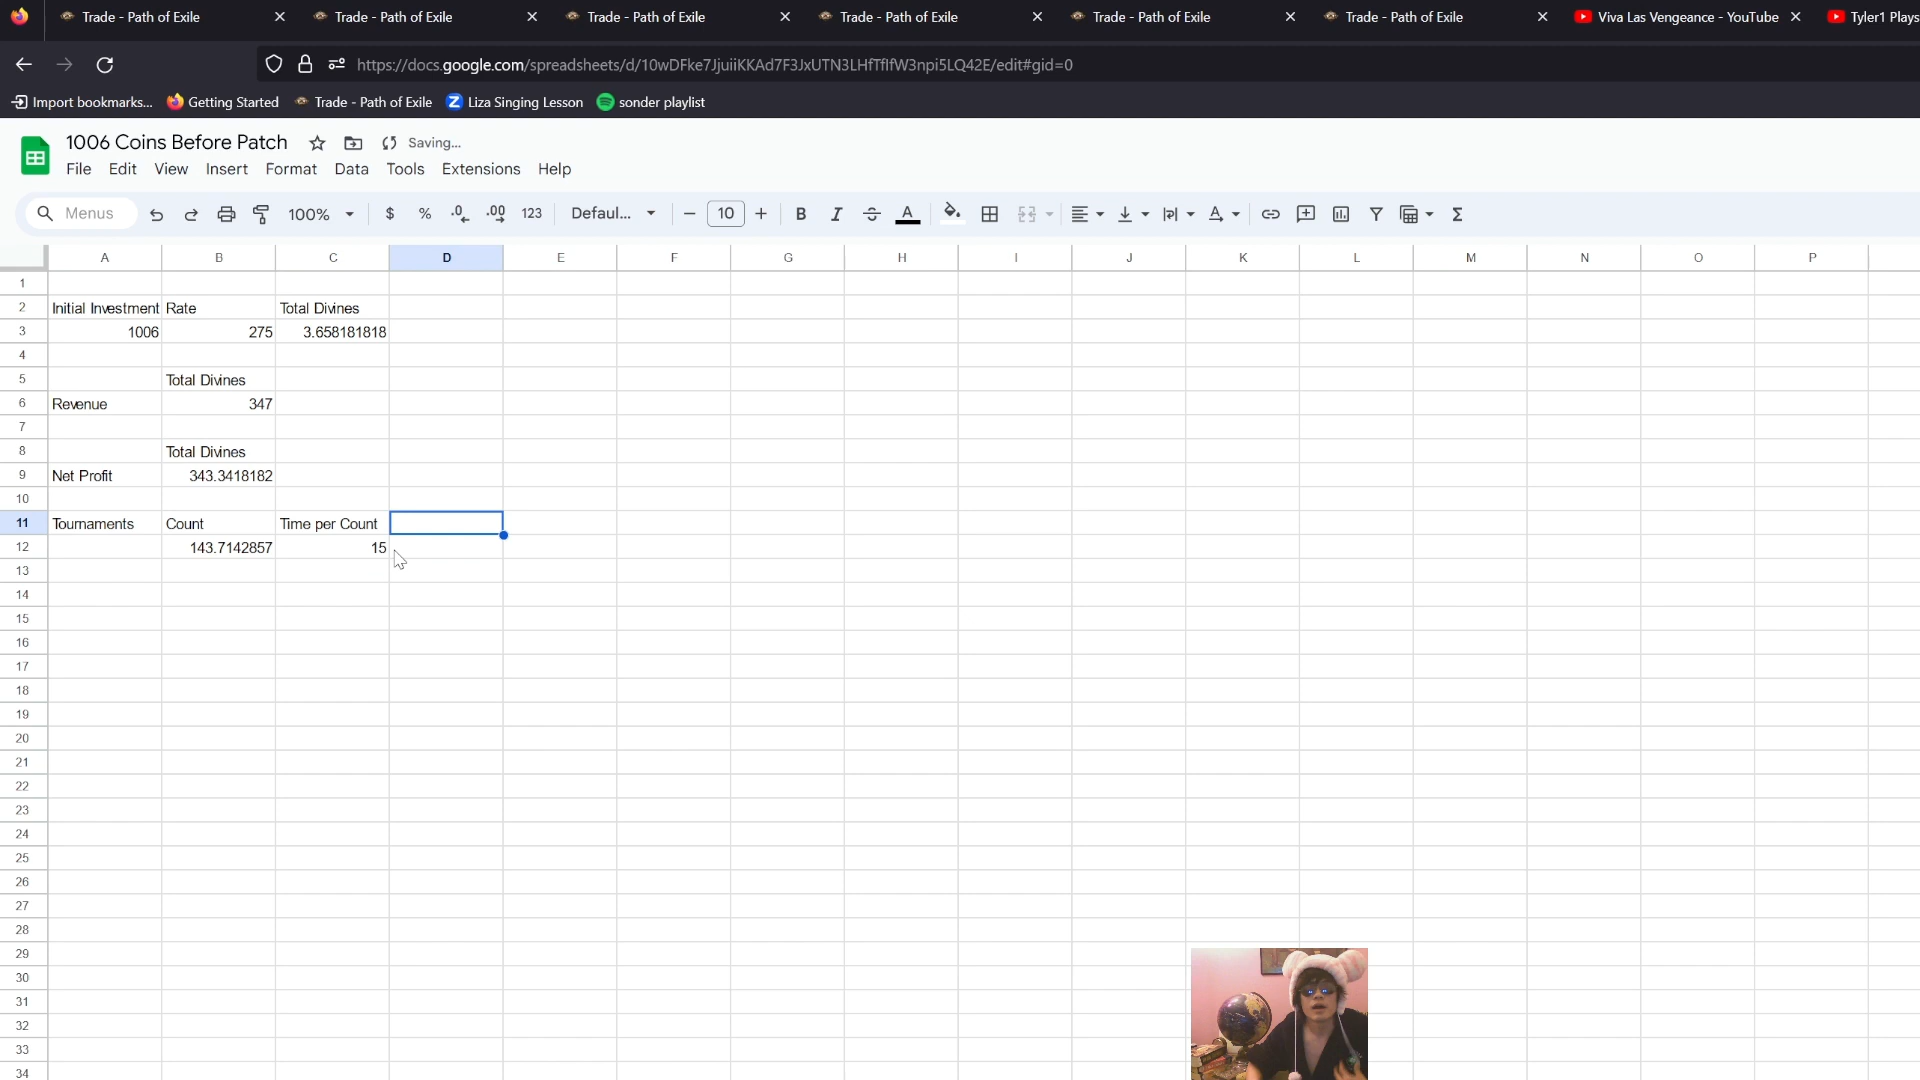 Trade - Path of Exile Trade - Path of Exile Trade - Path of Exile Trade - Path of Exile Trade - Path of Exile Trade - Path of Exile Viva Las Vengeance - YouTube Tyler1 Plays
https://docs.google.com/spreadsheets/d/10wDFke7JjuiiKKAd7F3JxUTN3LHfTflfW3npi5LQ42E/edit#gid=0
Import bookmarks... Getting Started Trade - Path of Exile Z Liza Singing Lesson sonder playlist
1006 Coins Before Patch Saving...
File Edit View Insert Format Data Tools Extensions Help
Menus 100% $ % .0 .00 123 Defaul... 10 B I A Σ
A B C D E F G H I J K L M N O P
1
2 Initial Investment Rate Total Divines
3 1006 275 3.658181818
4
5 Total Divines
6 Revenue 347
7
8 Total Divines
9 Net Profit 343.3418182
10
11 Tournaments Count Time per Count
12 143.7142857 15
13
14
15
16
17
18
19
20
21
22
23
24
25
26
27
28
29
30
31
32
33
34